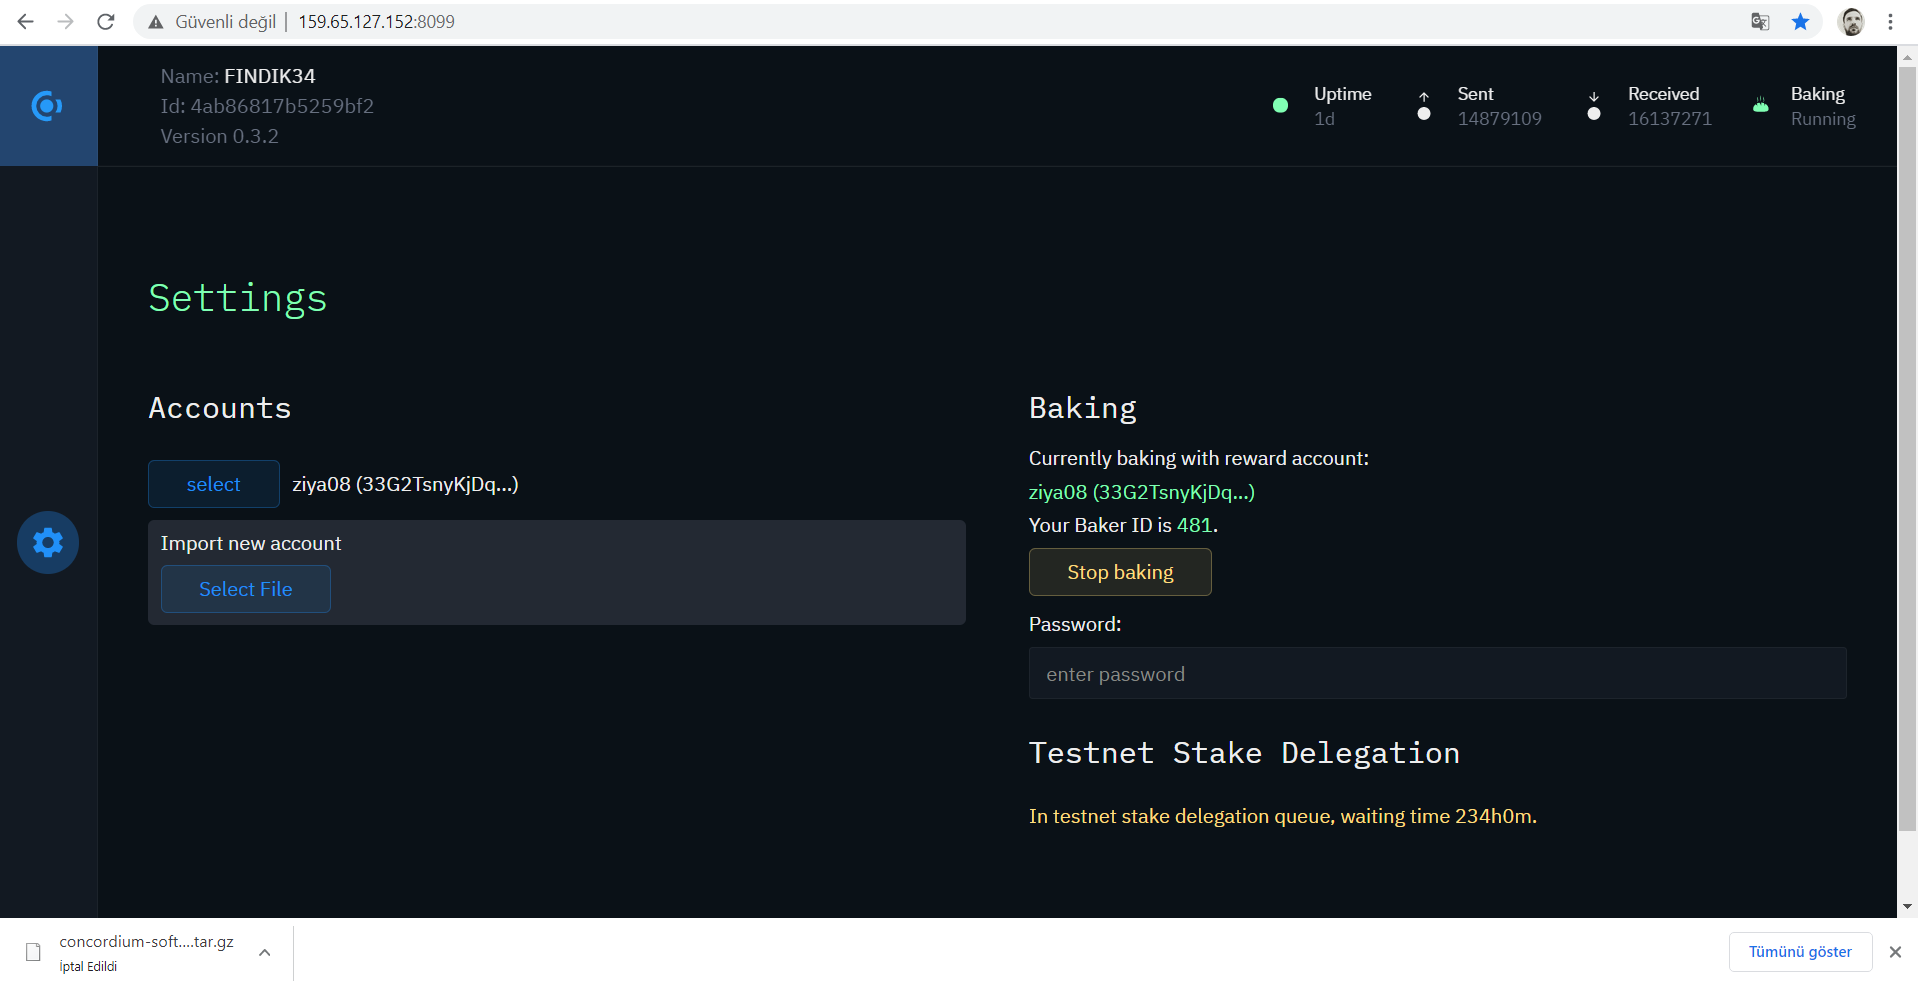 Güvenli değil | 159.65.127.152:8099
Name: FINDIK34
Id: 4ab86817b5259bf2
Version 0.3.2
Uptime
1d
Sent
14879109
Received
16137271
Baking
Running
Settings
Accounts
select ziya08 (33G2TsnyKjDq...)
Import new account
Select File
Baking
Currently baking with reward account:
ziya08 (33G2TsnyKjDq...)
Your Baker ID is 481.
Stop baking
Password:
enter password
Testnet Stake Delegation
In testnet stake delegation queue, waiting time 234h0m.
concordium-soft....tar.gz
İptal Edildi
Tümünü göster